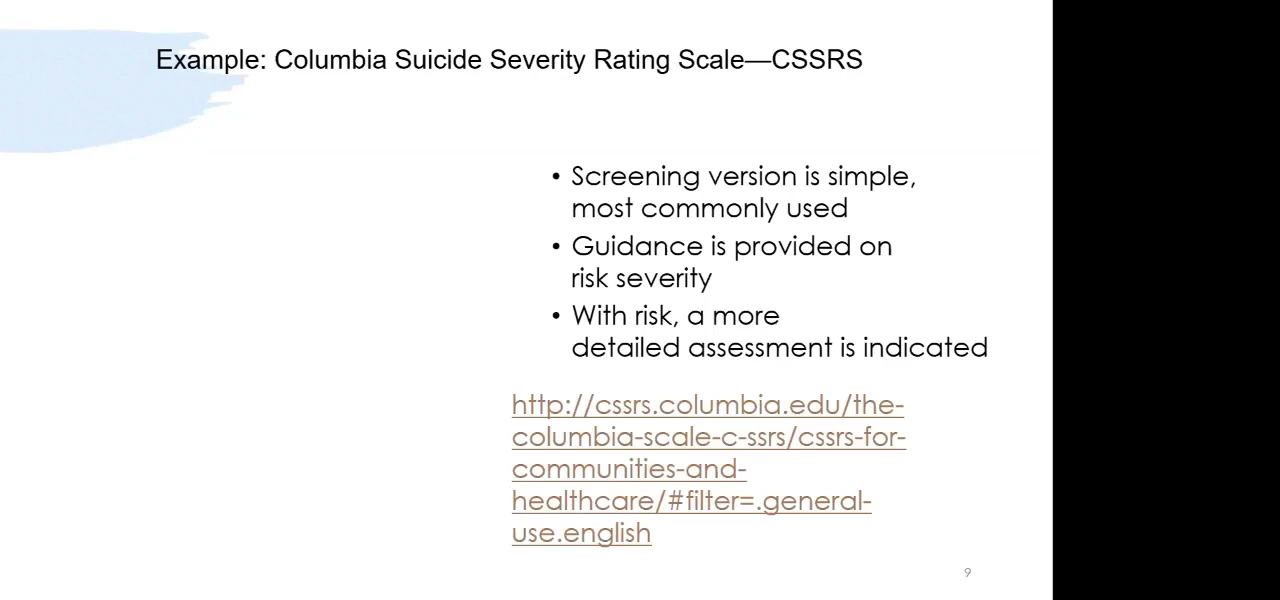 Example: Columbia Suicide Severity Rating Scale—CSSRS
• Screening version is simple,
most commonly used
• Guidance is provided on
risk severity
• With risk, a more
detailed assessment is indicated
http://cssrs.columbia.edu/the-
columbia-scale-c-ssrs/cssrs-for-
communities-and-
healthcare/#filter=.general-
use.english
9